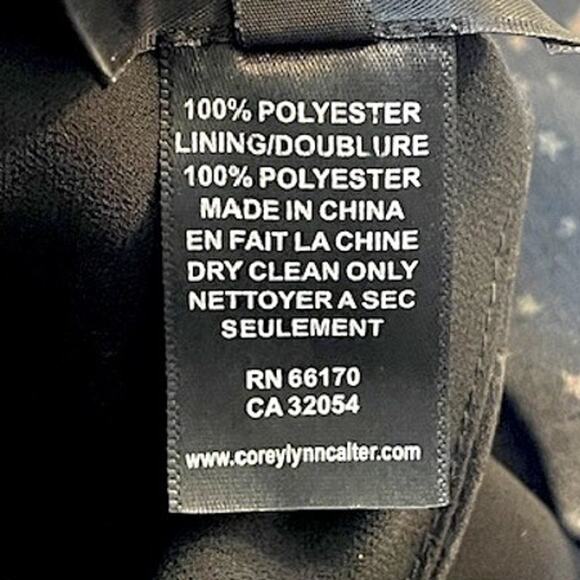 100% POLYESTER
LINING/DOUBLURE
100% POLYESTER
MADE IN CHINA
EN FAIT LA CHINE
DRY CLEAN ONLY
NETTOYER A SEC
SEULEMENT
RN 66170
CA 32054
www.coreylynncalter.com